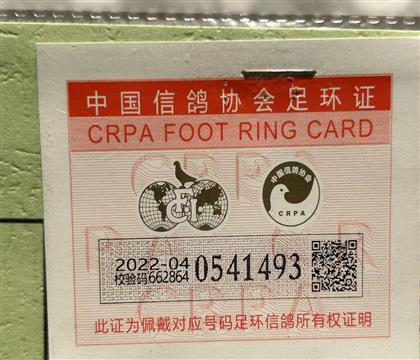 中国信鸽协会足环证
CRPA FOOT RING CARD
中国信鸽协会
CRPA
2022-04 0541493
校验码662864
此证为佩戴对应号码足环信鸽所有权证明